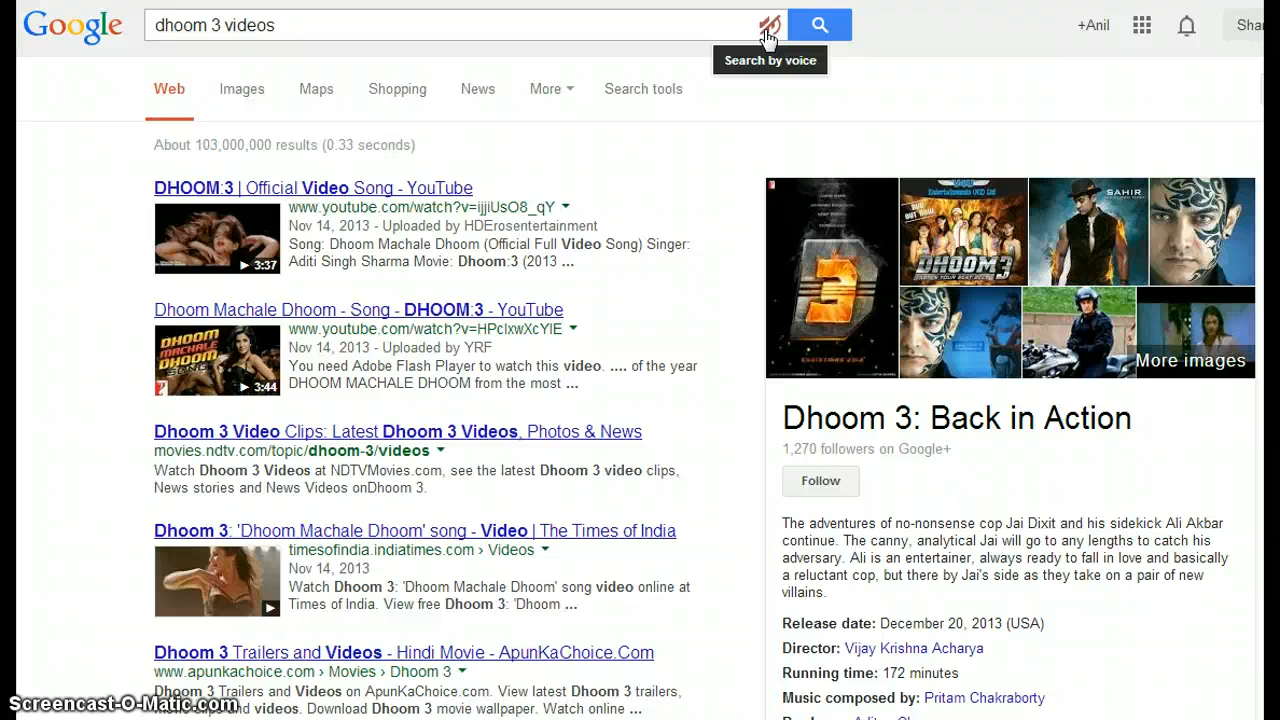 Google
dhoom 3 videos
+Anil
Search by voice
Web Images Maps Shopping News More Search tools
About 103,000,000 results (0.33 seconds)
DHOOM:3 | Official Video Song - YouTube
www.youtube.com/watch?v=ijjiUsO8_qY
Nov 14, 2013 - Uploaded by HDErosentertainment
Song: Dhoom Machale Dhoom (Official Full Video Song) Singer:
Aditi Singh Sharma Movie: Dhoom:3 (2013 ...
3:37
Dhoom Machale Dhoom - Song - DHOOM:3 - YouTube
www.youtube.com/watch?v=HPclxwXcYlE
Nov 14, 2013 - Uploaded by YRF
You need Adobe Flash Player to watch this video. .... of the year
DHOOM MACHALE DHOOM from the most ...
DHOOM
MACHALE
DHOOM
SONG
3:44
Dhoom 3 Video Clips: Latest Dhoom 3 Videos, Photos & News
movies.ndtv.com/topic/dhoom-3/videos
Watch Dhoom 3 Videos at NDTVMovies.com, see the latest Dhoom 3 video clips,
News stories and News Videos onDhoom 3.
Dhoom 3: 'Dhoom Machale Dhoom' song - Video | The Times of India
timesofindia.indiatimes.com › Videos
Nov 14, 2013
Watch Dhoom 3: 'Dhoom Machale Dhoom' song video online at
Times of India. View free Dhoom 3: 'Dhoom ...
Dhoom 3 Trailers and Videos - Hindi Movie - ApunKaChoice.Com
www.apunkachoice.com › Movies › Dhoom 3
Dhoom 3 Trailers and Videos on ApunKaChoice.com. View latest Dhoom 3 trailers,
movie clips and videos. Download Dhoom 3 movie wallpaper. Watch online ...
Screencast-O-Matic.com
3
DHOOM3
SAHIR
More images
Dhoom 3: Back in Action
1,270 followers on Google+
Follow
The adventures of no-nonsense cop Jai Dixit and his sidekick Ali Akbar
continue. The canny, analytical Jai will go to any lengths to catch his
adversary. Ali is an entertainer, always ready to fall in love and basically
a reluctant cop, but there by Jai's side as they take on a pair of new
villains.
Release date: December 20, 2013 (USA)
Director: Vijay Krishna Acharya
Running time: 172 minutes
Music composed by: Pritam Chakraborty